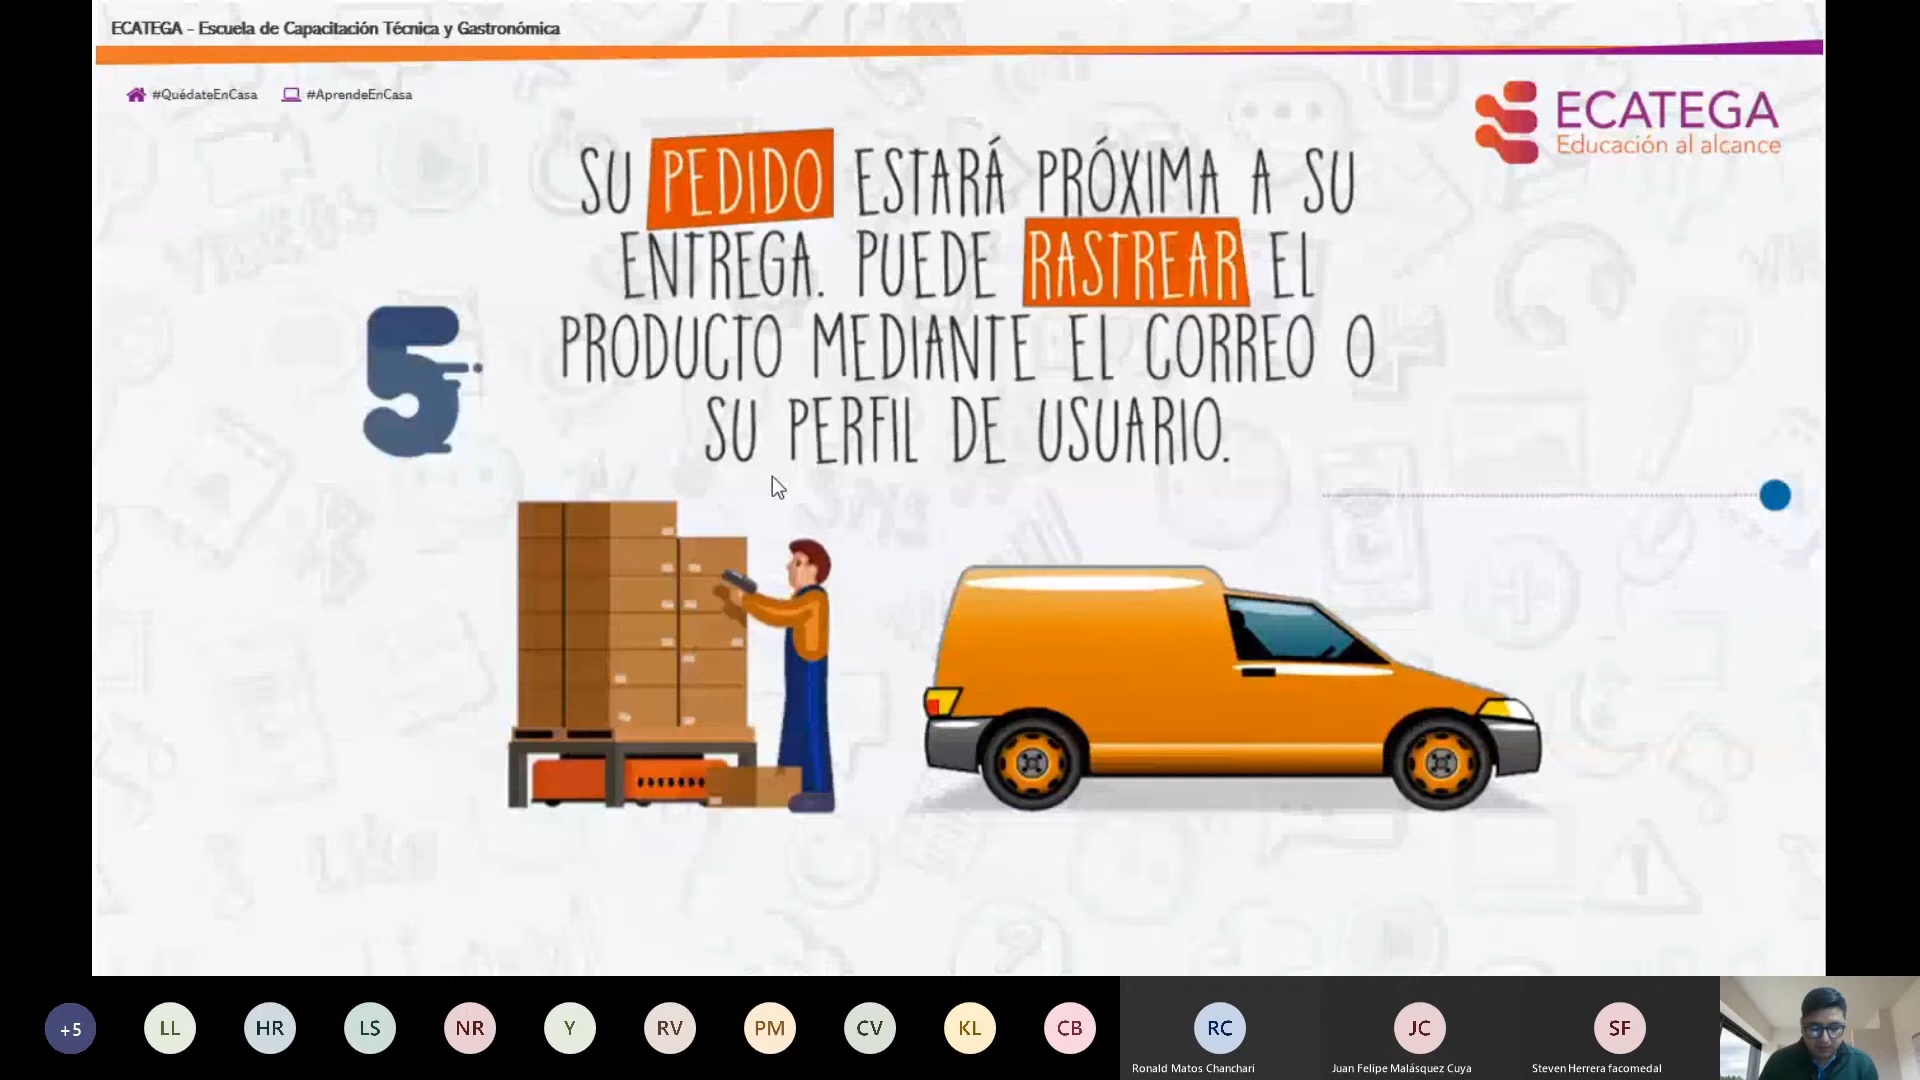 ECATEGA - Escuela de Capacitación Técnica y Gastronómica
#QuédateEnCasa #AprendeEnCasa
ECATEGA
Educación al alcance
SU PEDIDO ESTARÁ PRÓXIMA A SU
ENTREGA. PUEDE RASTREAR EL
PRODUCTO MEDIANTE EL CORREO O
SU PERFIL DE USUARIO.
5
+5 LL HR LS NR Y RV PM CV KL CB RC JC SF
Ronald Matos Chanchari Juan Felipe Malásquez Cuya Steven Herrera facomedal